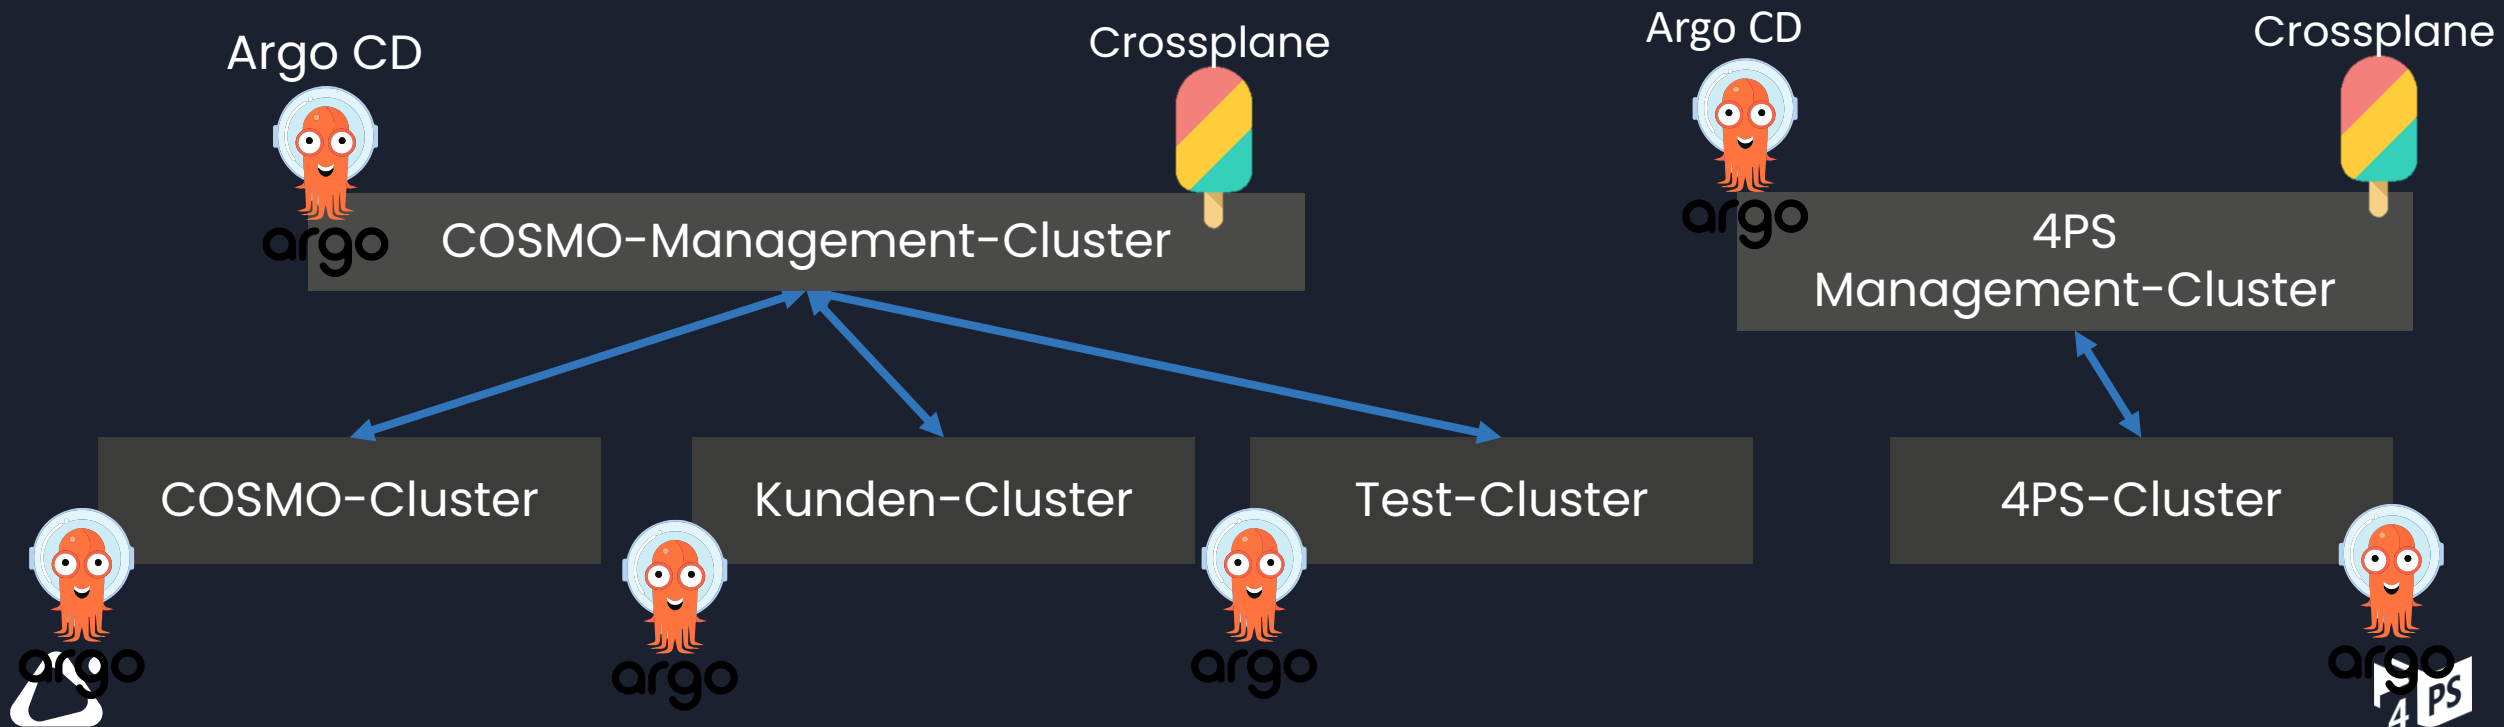 Argo CD
Crossplane
Argo CD
Crossplane
argo
COSMO-Management-Cluster
argo
4PS
Management-Cluster
COSMO-Cluster
Kunden-Cluster
Test-Cluster
4PS-Cluster
argo
argo
argo
argo
4 PS